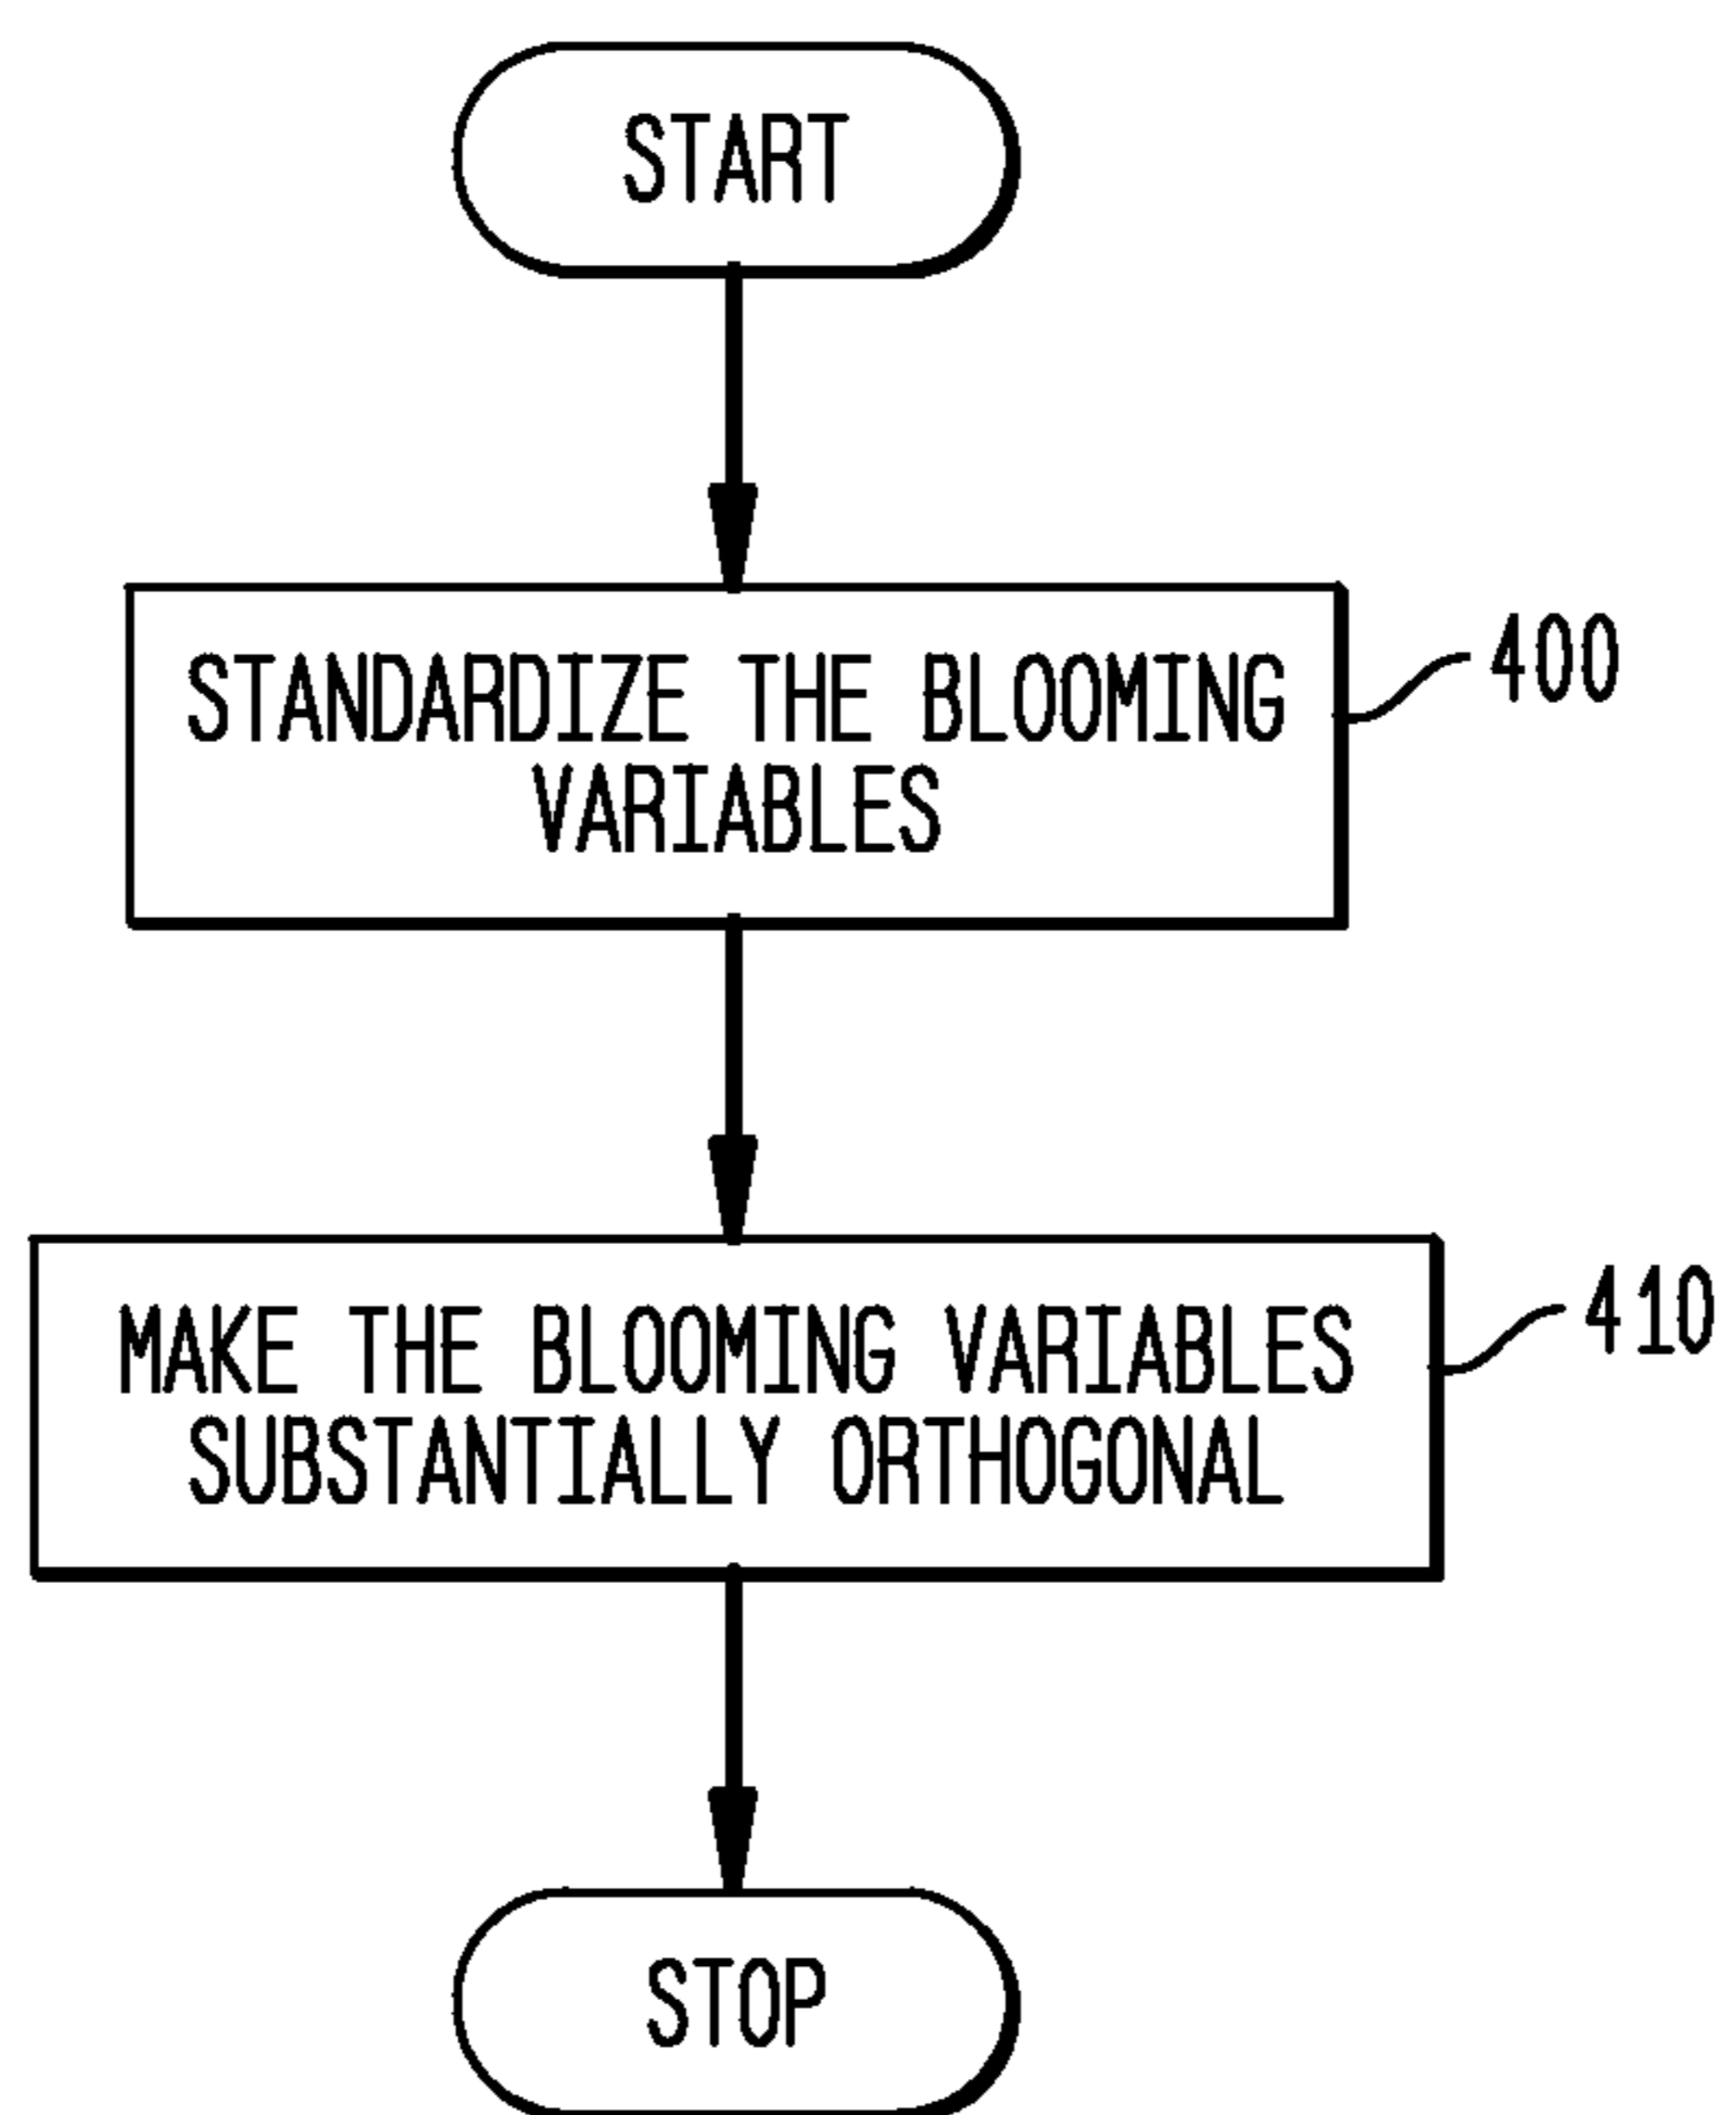 START
STANDARDIZE THE BLOOMING
VARIABLES
400
MAKE THE BLOOMING VARIABLES
SUBSTANTIALLY ORTHOGONAL
410
STOP